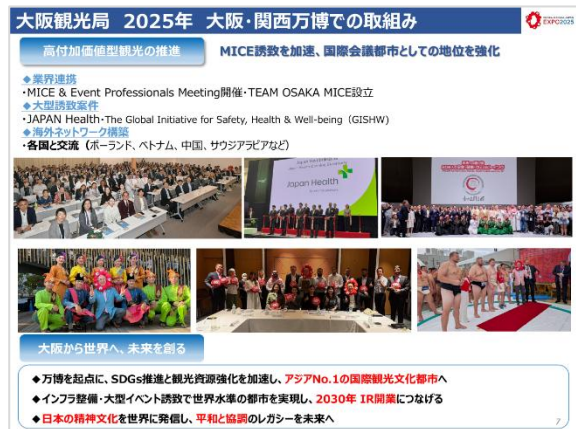 大阪観光局 2025年 大阪・関西万博での取組み
EXPO2025
高付加価値型観光の推進
MICE誘致を加速、国際会議都市としての地位を強化
◆業界連携
・MICE & Event Professionals Meeting開催・TEAM OSAKA MICE設立
◆大型誘致案件
・JAPAN Health・The Global Initiative for Safety, Health & Well-being（GISHW)
◆海外ネットワーク構築
・各国と交流（ポーランド、ベトナム、中国、サウジアラビアなど）
Japan Health
大阪から世界へ、未来を創る
◆万博を起点に、SDGs推進と観光資源強化を加速し、アジアNo.1の国際観光文化都市へ
◆インフラ整備・大型イベント誘致で世界水準の都市を実現し、2030年 IR開業につなげる
◆日本の精神文化を世界に発信し、平和と協調のレガシーを未来へ
7